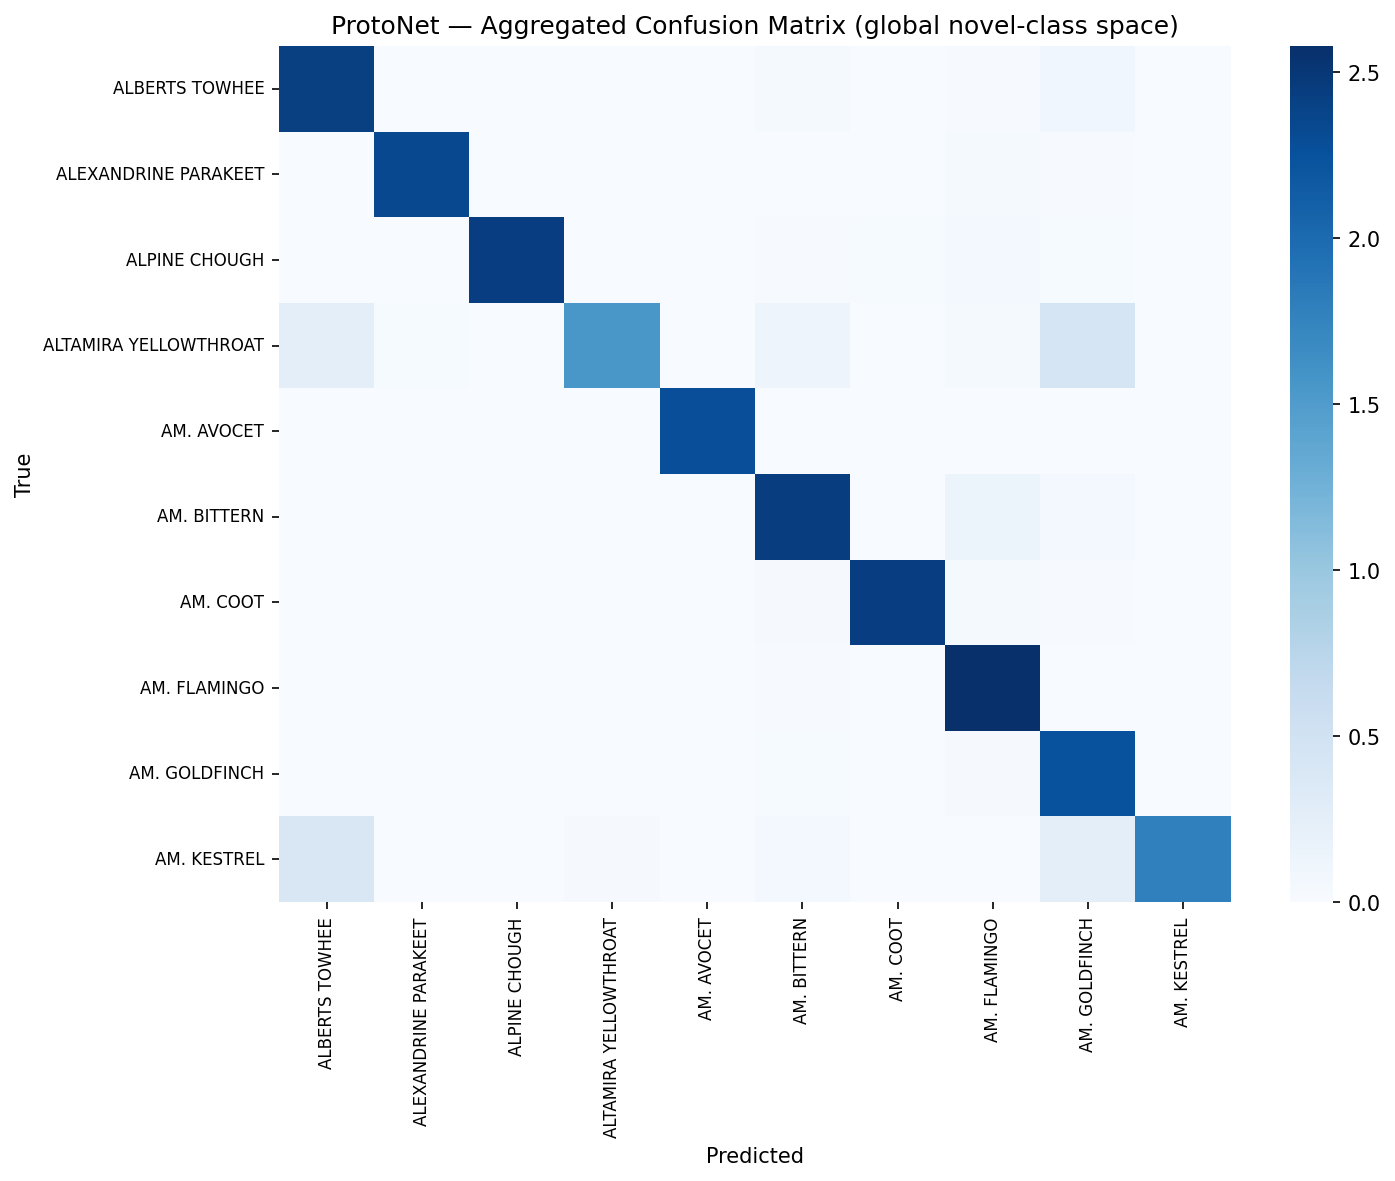 ProtoNet — Aggregated Confusion Matrix (global novel-class space)
True
ALBERTS TOWHEE
ALEXANDRINE PARAKEET
ALPINE CHOUGH
ALTAMIRA YELLOWTHROAT
AM. AVOCET
AM. BITTERN
AM. COOT
AM. FLAMINGO
AM. GOLDFINCH
AM. KESTREL
ALBERTS TOWHEE
ALEXANDRINE PARAKEET
ALPINE CHOUGH
ALTAMIRA YELLOWTHROAT
AM. AVOCET
AM. BITTERN
AM. COOT
AM. FLAMINGO
AM. GOLDFINCH
AM. KESTREL
Predicted
2.5
2.0
1.5
1.0
0.5
0.0